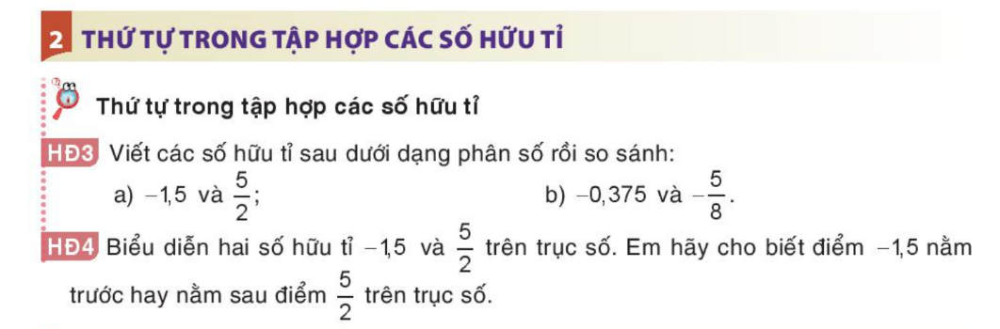 2 THỨ TỰ TRONG TẬP HỢP CÁC SỐ HỮU TỈ
Thứ tự trong tập hợp các số hữu tỉ
HĐ3 Viết các số hữu tỉ sau dưới dạng phân số rồi so sánh:
a) −1,5 và 5/2; b) −0,375 và −5/8.
HĐ4 Biểu diễn hai số hữu tỉ −1,5 và 5/2 trên trục số. Em hãy cho biết điểm −1,5 nằm
trước hay nằm sau điểm 5/2 trên trục số.